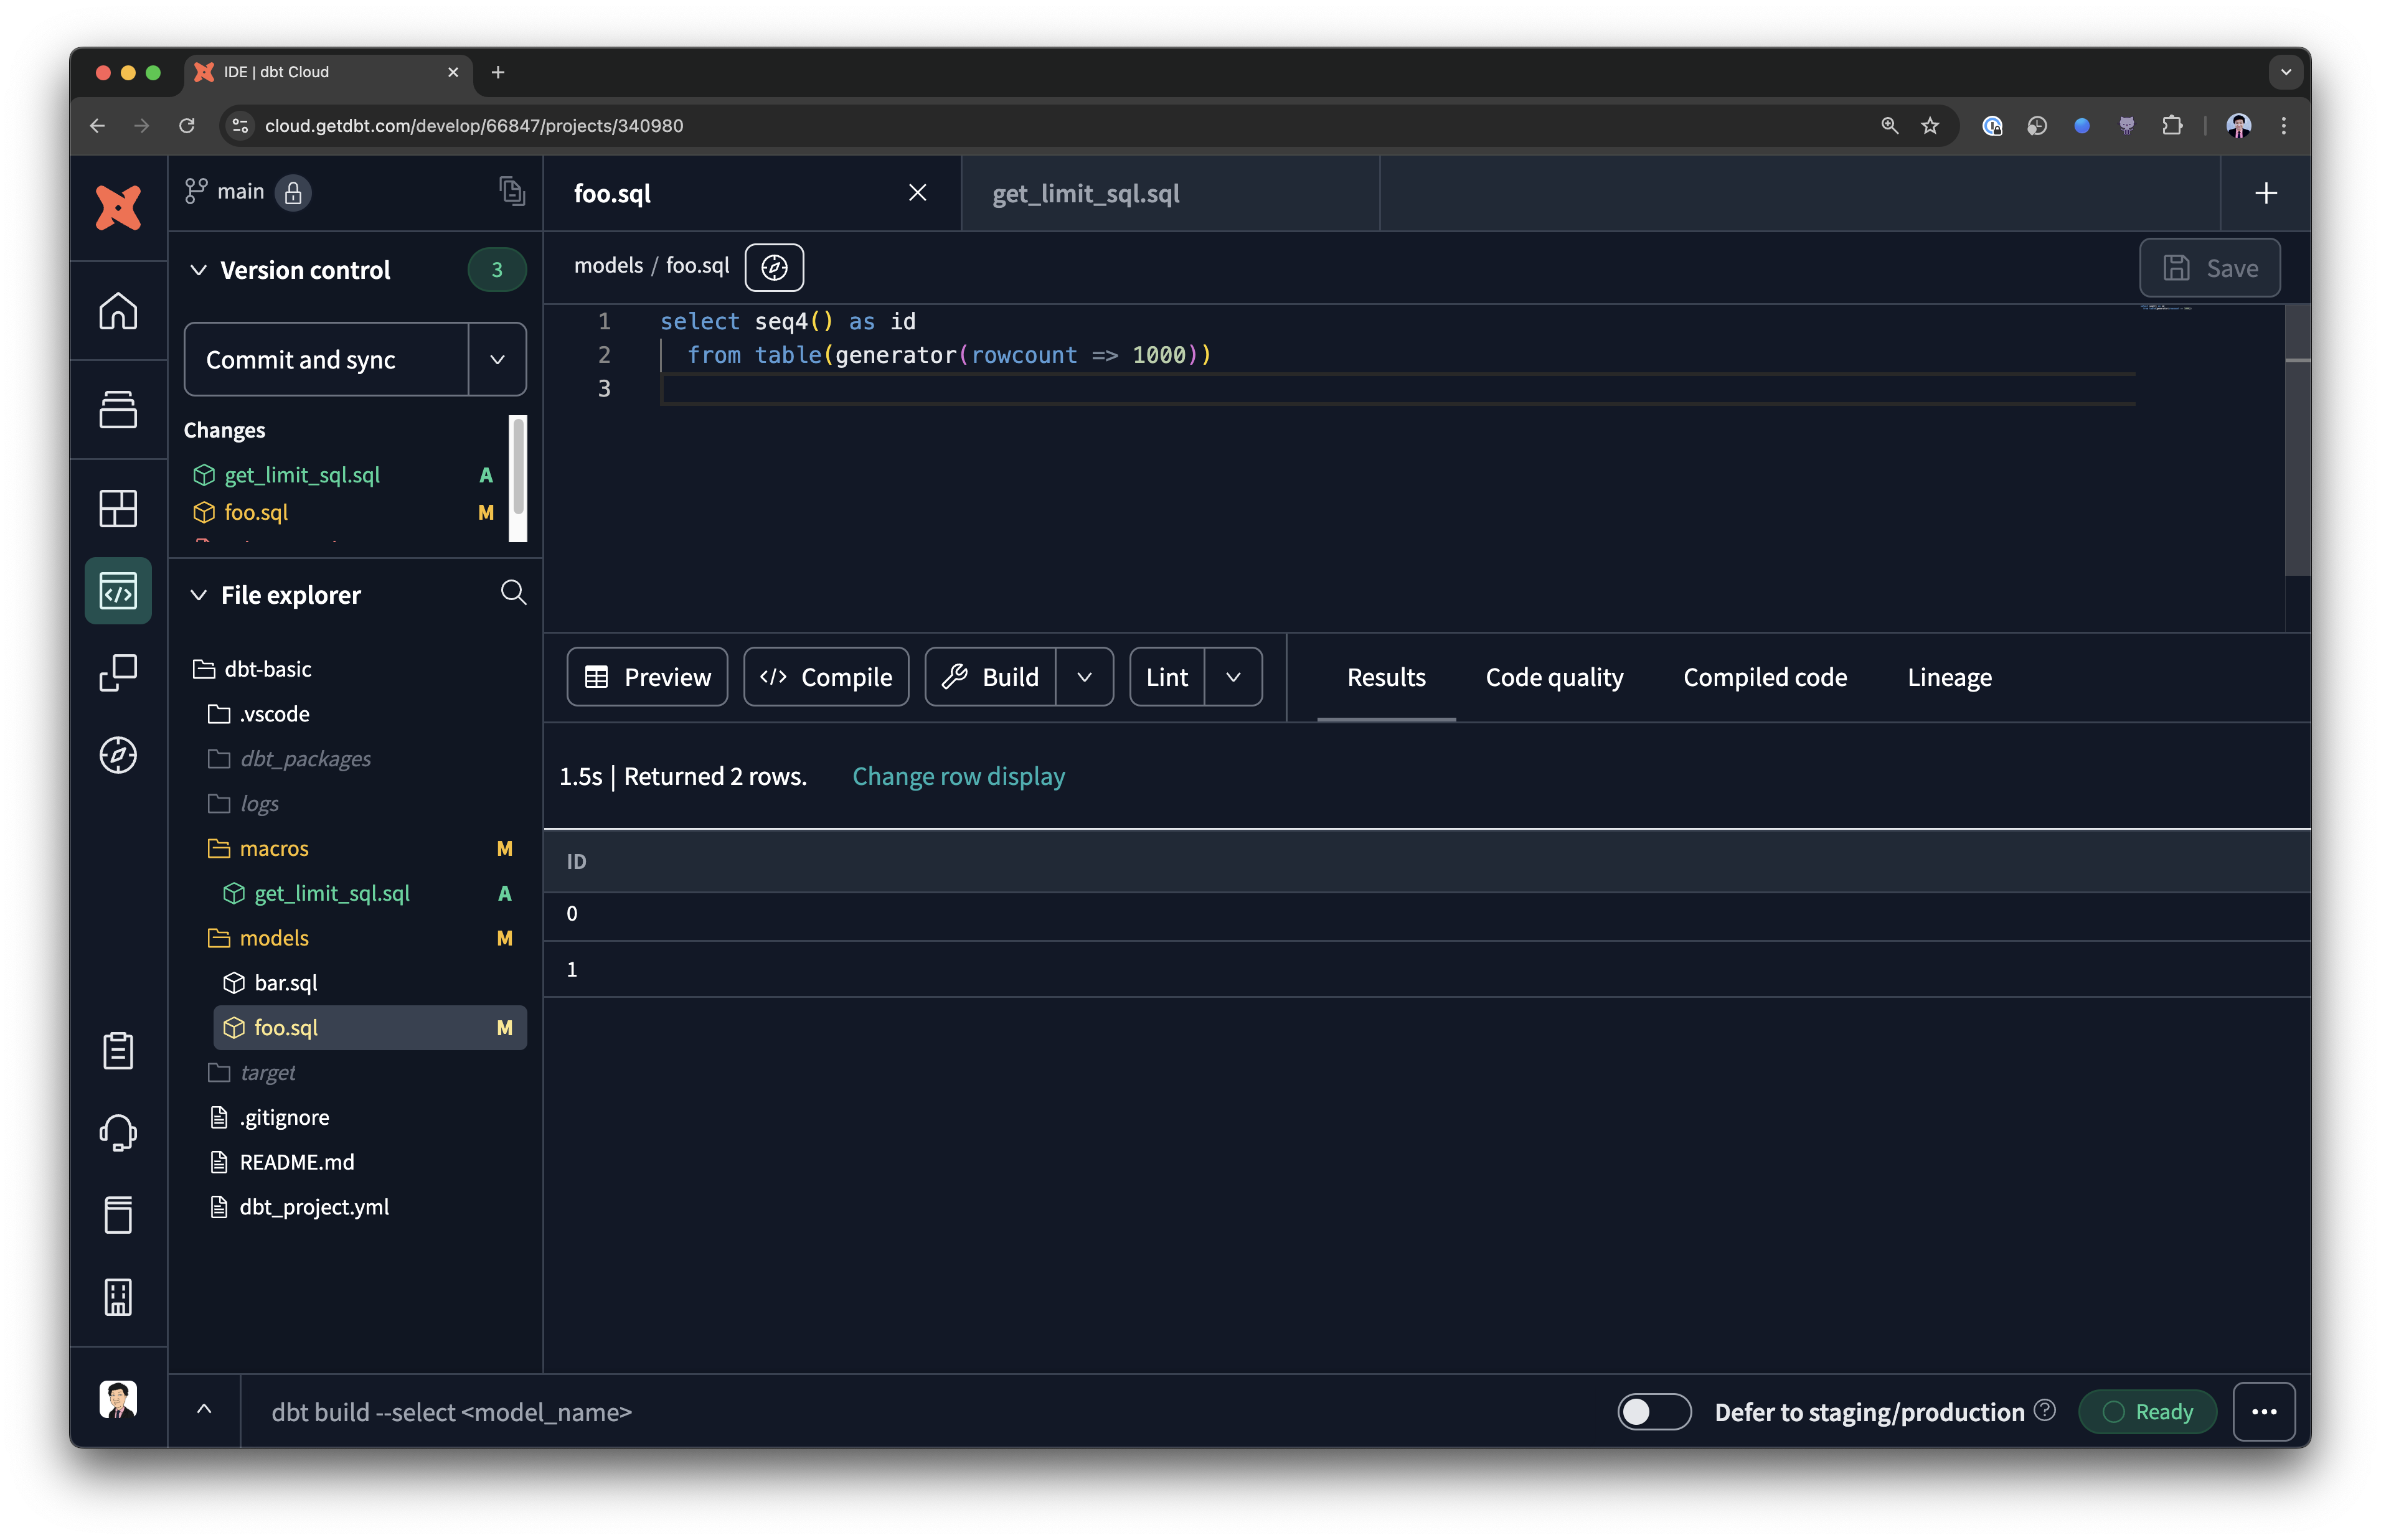 IDE | dbt Cloud
cloud.getdbt.com/develop/66847/projects/340980
main
Version control
3
Commit and sync
Changes
get_limit_sql.sql A
foo.sql M
File explorer
dbt-basic
.vscode
dbt_packages
logs
macros M
get_limit_sql.sql A
models M
bar.sql
foo.sql M
target
.gitignore
README.md
dbt_project.yml
foo.sql
get_limit_sql.sql
models / foo.sql
Save
1 select seq4() as id
2 from table(generator(rowcount => 1000))
3
Preview
Compile
Build
Lint
Results
Code quality
Compiled code
Lineage
1.5s | Returned 2 rows.
Change row display
ID
0
1
dbt build --select <model_name>
Defer to staging/production
Ready